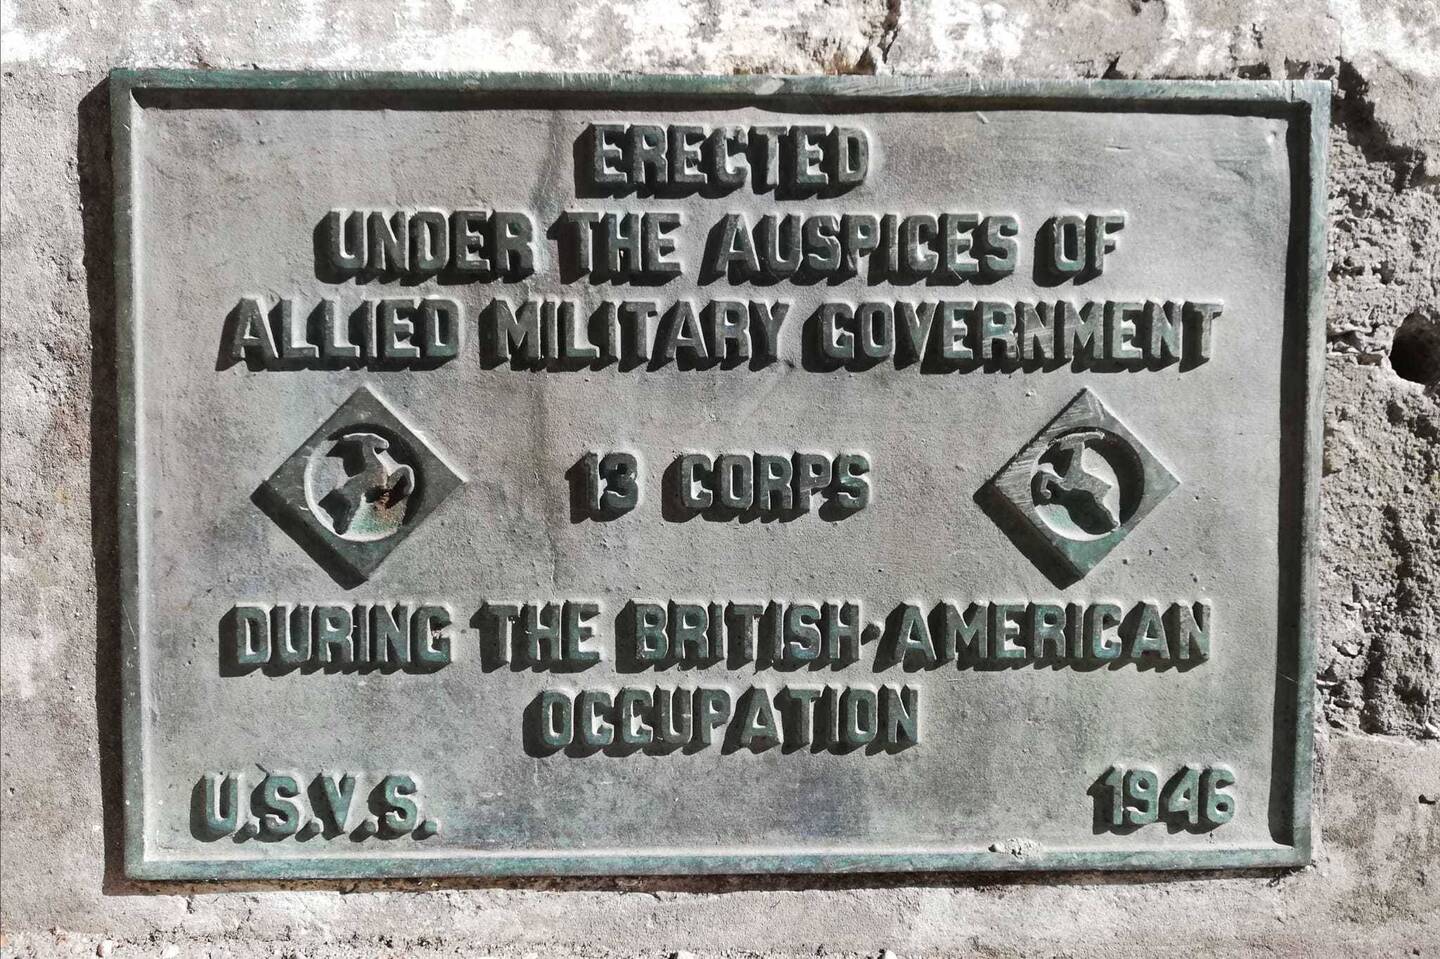 ERECTED
UNDER THE AUSPICES OF
ALLIED MILITARY GOVERNMENT
13 CORPS
DURING THE BRITISH-AMERICAN
OCCUPATION
U.S.V.S. 1946